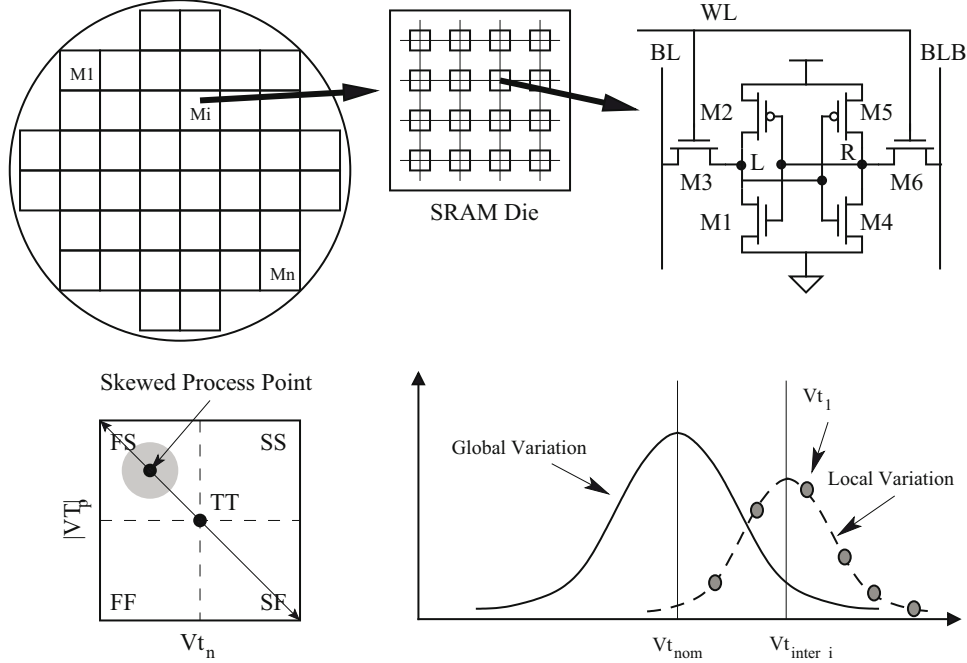 M1
Mi
Mn
SRAM Die
WL
BL
BLB
M2
M5
L
R
M3
M6
M1
M4
Skewed Process Point
FS
SS
TT
FF
SF
|VT|p
Vtn
Global Variation
Vt1
Local Variation
Vtnom
Vtinter_i